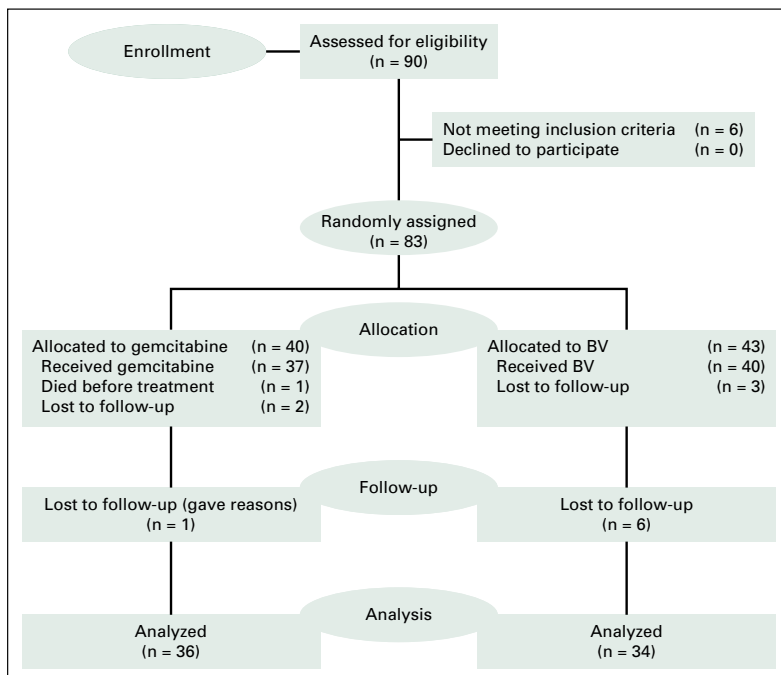 Enrollment
Assessed for eligibility
(n = 90)
Not meeting inclusion criteria (n = 6)
Declined to participate (n = 0)
Randomly assigned
(n = 83)
Allocation
Allocated to gemcitabine (n = 40)
Received gemcitabine (n = 37)
Died before treatment (n = 1)
Lost to follow-up (n = 2)
Allocated to BV (n = 43)
Received BV (n = 40)
Lost to follow-up (n = 3)
Follow-up
Lost to follow-up (gave reasons)
(n = 1)
Lost to follow-up
(n = 6)
Analysis
Analyzed
(n = 36)
Analyzed
(n = 34)